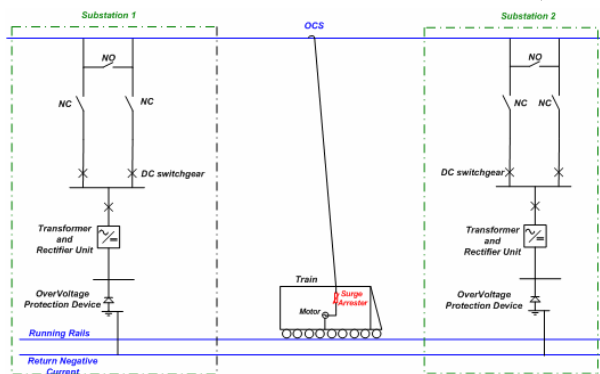 Substation 1
OCS
Substation 2
NO
NO
NC
NC
NC
NC
DC switchgear
DC switchgear
Transformer
and
Rectifier Unit
Transformer
and
Rectifier Unit
Train
Surge
Arrester
Motor
OverVoltage
Protection Device
OverVoltage
Protection Device
Running Rails
Return Negative
Current